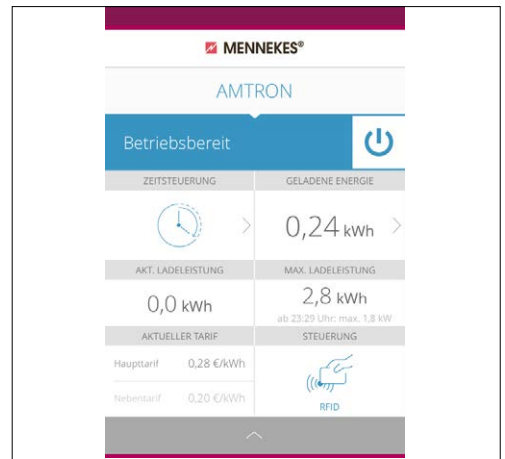 MENNEKES®
AMTRON
Betriebsbereit
ZEITSTEUERUNG
GELADENE ENERGIE
0,24 kWh
AKT. LADELEISTUNG
MAX. LADELEISTUNG
0,0 kWh
2,8 kWh
ab 23:29 Uhr: max. 1,8 kW
AKTUELLER TARIF
STEUERUNG
Haupttarif 0,28 €/kWh
Nebentarif 0,20 €/kWh
RFID